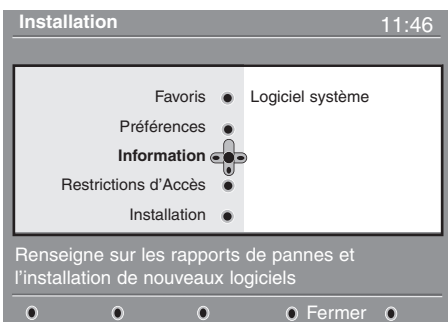 Installation 11:46
Favoris Logiciel système
Préférences
Information
Restrictions d'Accès
Installation
Renseigne sur les rapports de pannes et
l'installation de nouveaux logiciels
Fermer